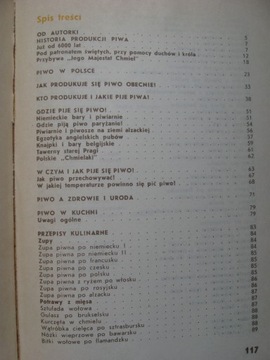 Spis treści
OD AUTORKI 5
HISTORIA PRODUKCJI PIWA 7
Już od 6000 lat 7
Pod patronatem świętych, przy pomocy duchów i króla
Przybywa „Jego Majestat Chmiel"
PIWO W POLSCE
JAK PRODUKUJE SIĘ PIWO OBECNIE!
KTO PRODUKUJE I JAKIE PIJE PIWA!
GDZIE PIJE SIĘ PIWO!
Niemieckie bary i piwiarnie
Gdzie piją piwo paryżanie!
Piwiarnie i piwosze na ziemi alzackiej
Egzotyka angielskich pubów
Knajpki i bary belgijskie
Tawerny starej Pragi
Polskie „Chmielaki"
W CZYM I JAK PIJE SIĘ PIWO!
Jak piwo przechowywać!
W jakiej temperaturze powinno się pić piwo!
PIWO A ZDROWIE I URODA
PIWO W KUCHNI
Uwagi ogólne
PRZEPISY KULINARNE
Zupy
Zupa piwna po niemiecku I
Zupa piwna po niemiecku II
Zupa piwna po francusku
Zupa piwna po czesku
Zupa piwna po polsku
Zupa piwna z ryżem po włosku
Zupa piwna po rosyjsku
Zupa piwna po alzacku
Potrawy z mięsa
Sztufada wołowa
Gulasz po brukselsku
Kurczęta w chmielu
Wątróbka cielęca po sztrasbursku
Nóżki wieprzowe po bawarsku
Bitki wołowe po flamandzku
117